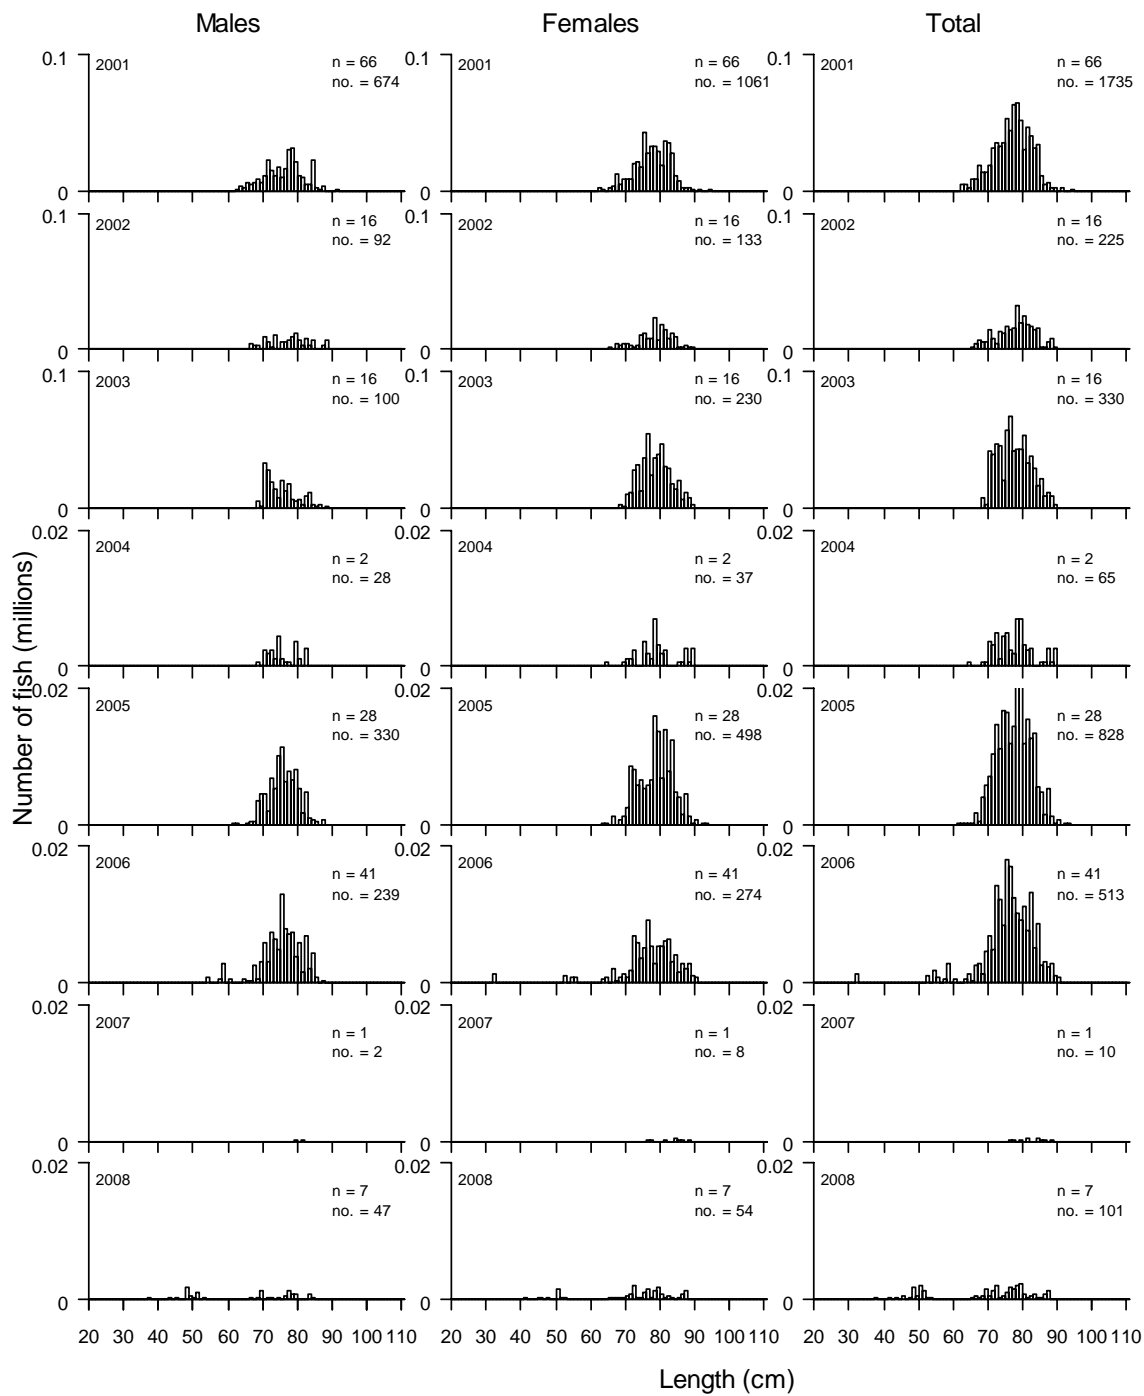 Males Females Total
0.1 2001 n = 66 0.1 2001 n = 66 0.1 2001 n = 66
no. = 674 no. = 1061 no. = 1735
0 0 0
0.1 2002 n = 16 0.1 2002 n = 16 0.1 2002 n = 16
no. = 92 no. = 133 no. = 225
0 0 0
0.1 2003 n = 16 0.1 2003 n = 16 0.1 2003 n = 16
no. = 100 no. = 230 no. = 330
0 0 0
0.02 2004 n = 2 0.02 2004 n = 2 0.02 2004 n = 2
no. = 28 no. = 37 no. = 65
0 0 0
Number of fish (millions)
0.02 2005 n = 28 0.02 2005 n = 28 0.02 2005 n = 28
no. = 330 no. = 498 no. = 828
0 0 0
0.02 2006 n = 41 0.02 2006 n = 41 0.02 2006 n = 41
no. = 239 no. = 274 no. = 513
0 0 0
0.02 2007 n = 1 0.02 2007 n = 1 0.02 2007 n = 1
no. = 2 no. = 8 no. = 10
0 0 0
0.02 2008 n = 7 0.02 2008 n = 7 0.02 2008 n = 7
no. = 47 no. = 54 no. = 101
0 0 0
20 30 40 50 60 70 80 90 100 110 20 30 40 50 60 70 80 90 100 110 20 30 40 50 60 70 80 90 100 110
Length (cm)